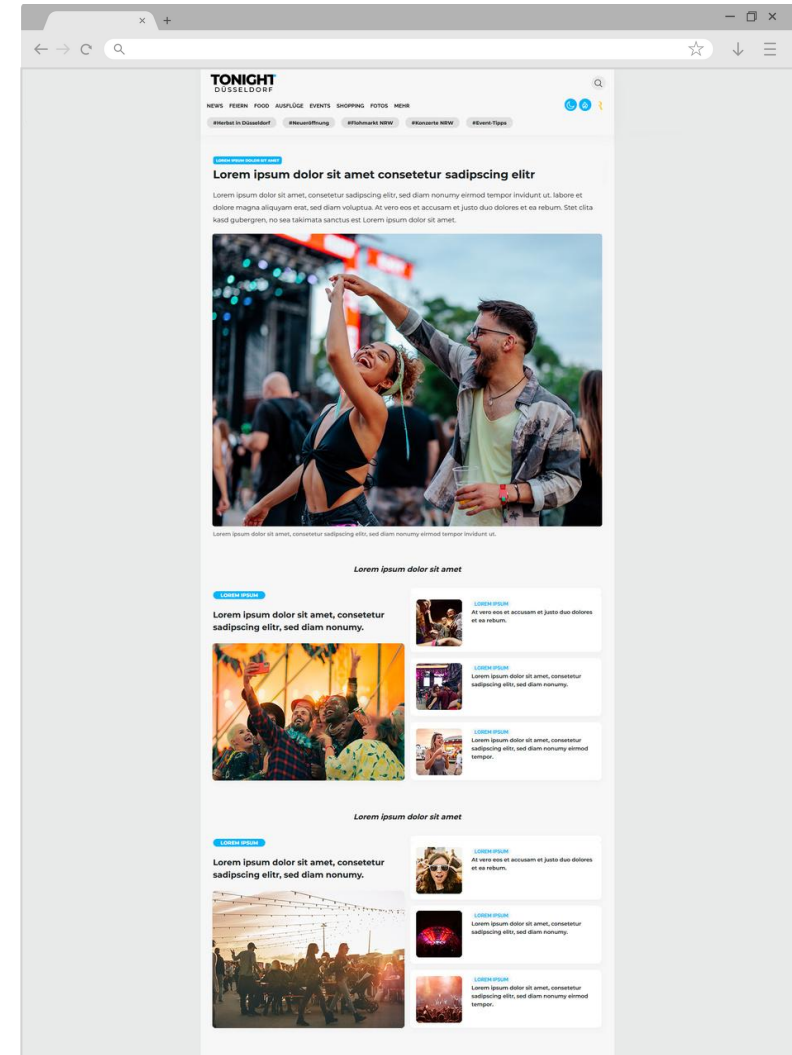 TONIGHT
DÜSSELDORF
NEWS FEIERN FOOD AUSFLÜGE EVENTS SHOPPING FOTOS MEHR
#Herbst in Düsseldorf #Neueröffnung #Flohmarkt NRW #Konzerte NRW #Event-Tipps
LOREM IPSUM DOLOR SIT AMET
Lorem ipsum dolor sit amet consetetur sadipscing elitr
Lorem ipsum dolor sit amet, consetetur sadipscing elitr, sed diam nonumy eirmod tempor invidunt ut. labore et
dolore magna aliquyam erat, sed diam voluptua. At vero eos et accusam et justo duo dolores et ea rebum. Stet clita
kasd gubergren, no sea takimata sanctus est Lorem ipsum dolor sit amet.
Lorem ipsum dolor sit amet, consetetur sadipscing elitr, sed diam nonumy eirmod tempor invidunt ut.
Lorem ipsum dolor sit amet
LOREM IPSUM
Lorem ipsum dolor sit amet, consetetur
sadipscing elitr, sed diam nonumy.
LOREM IPSUM
At vero eos et accusam et justo duo dolores
et ea rebum.
LOREM IPSUM
Lorem ipsum dolor sit amet, consetetur
sadipscing elitr, sed diam nonumy.
LOREM IPSUM
Lorem ipsum dolor sit amet, consetetur
sadipscing elitr, sed diam nonumy eirmod
tempor.
Lorem ipsum dolor sit amet
LOREM IPSUM
Lorem ipsum dolor sit amet, consetetur
sadipscing elitr, sed diam nonumy.
LOREM IPSUM
At vero eos et accusam et justo duo dolores
et ea rebum.
LOREM IPSUM
Lorem ipsum dolor sit amet, consetetur
sadipscing elitr, sed diam nonumy.
LOREM IPSUM
Lorem ipsum dolor sit amet, consetetur
sadipscing elitr, sed diam nonumy eirmod
tempor.